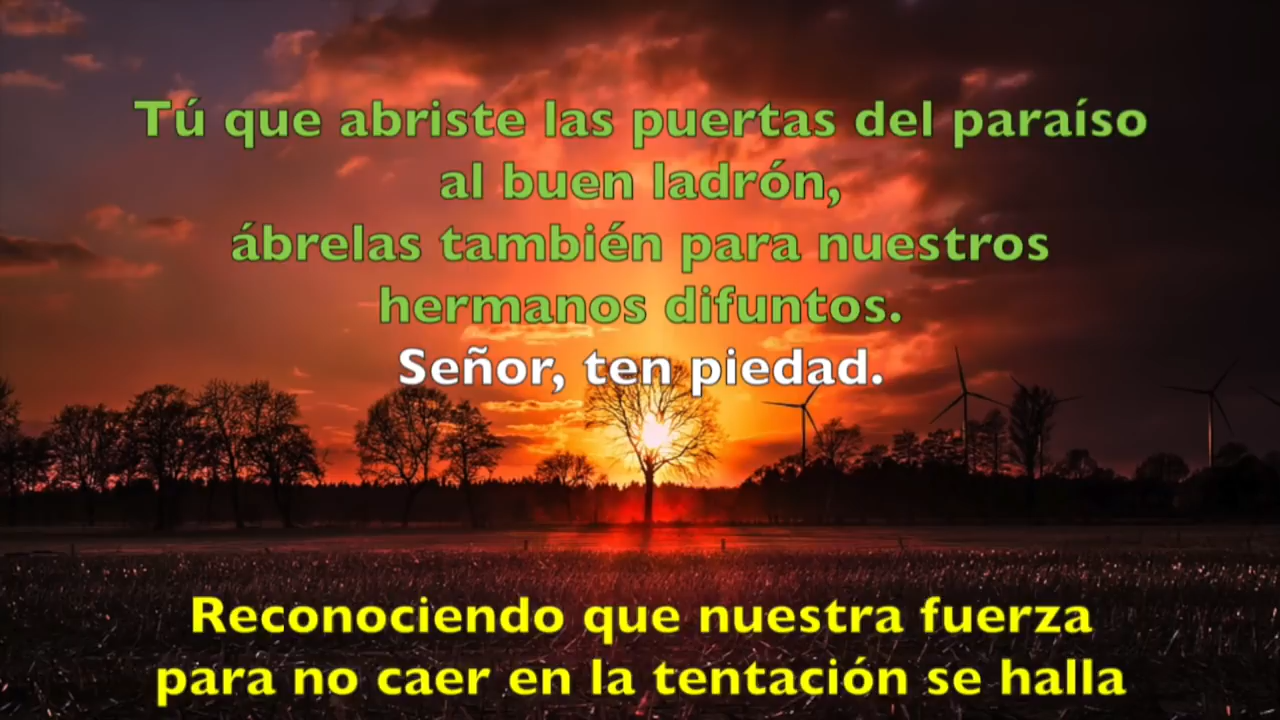 Tú que abriste las puertas del paraíso
al buen ladrón,
ábrelas también para nuestros
hermanos difuntos.
Señor, ten piedad.
Reconociendo que nuestra fuerza
para no caer en la tentación se halla